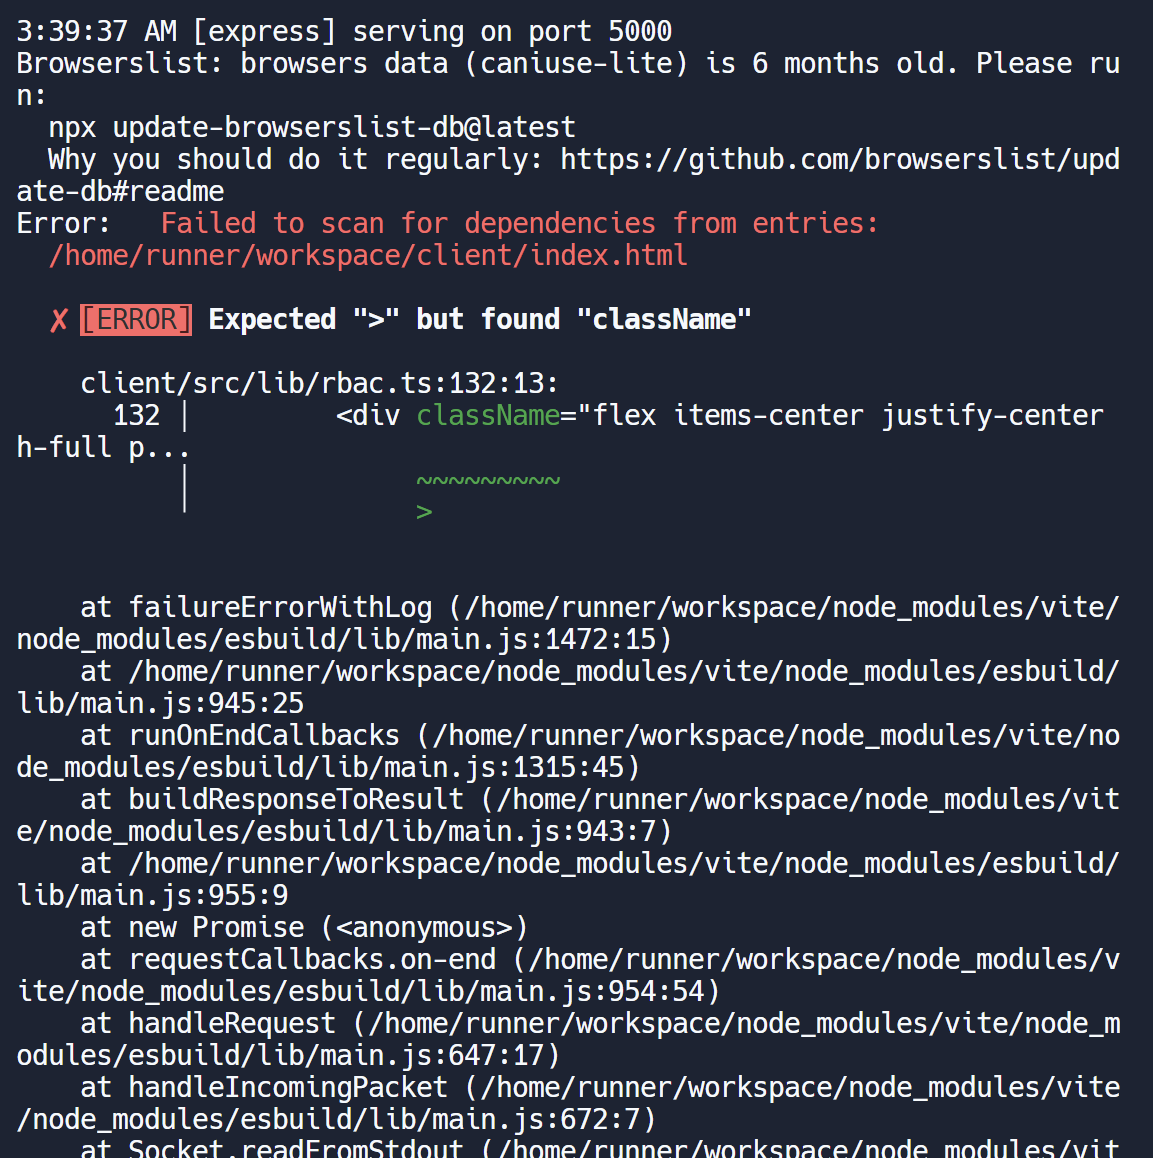 3:39:37 AM [express] serving on port 5000
Browserslist: browsers data (caniuse-lite) is 6 months old. Please ru
n:
  npx update-browserslist-db@latest
  Why you should do it regularly: https://github.com/browserslist/upd
ate-db#readme
Error:   Failed to scan for dependencies from entries:
  /home/runner/workspace/client/index.html

  ✗ [ERROR] Expected ">" but found "className"

    client/src/lib/rbac.ts:132:13:
      132 │         <div className="flex items-center justify-center
h-full p...
          │              ~~~~~~~~~
          │              >


    at failureErrorWithLog (/home/runner/workspace/node_modules/vite/
node_modules/esbuild/lib/main.js:1472:15)
    at /home/runner/workspace/node_modules/vite/node_modules/esbuild/
lib/main.js:945:25
    at runOnEndCallbacks (/home/runner/workspace/node_modules/vite/no
de_modules/esbuild/lib/main.js:1315:45)
    at buildResponseToResult (/home/runner/workspace/node_modules/vit
e/node_modules/esbuild/lib/main.js:943:7)
    at /home/runner/workspace/node_modules/vite/node_modules/esbuild/
lib/main.js:955:9
    at new Promise (<anonymous>)
    at requestCallbacks.on-end (/home/runner/workspace/node_modules/v
ite/node_modules/esbuild/lib/main.js:954:54)
    at handleRequest (/home/runner/workspace/node_modules/vite/node_m
odules/esbuild/lib/main.js:647:17)
    at handleIncomingPacket (/home/runner/workspace/node_modules/vite
/node_modules/esbuild/lib/main.js:672:7)
    at Socket.readFromStdout (/home/runner/workspace/node_modules/vit